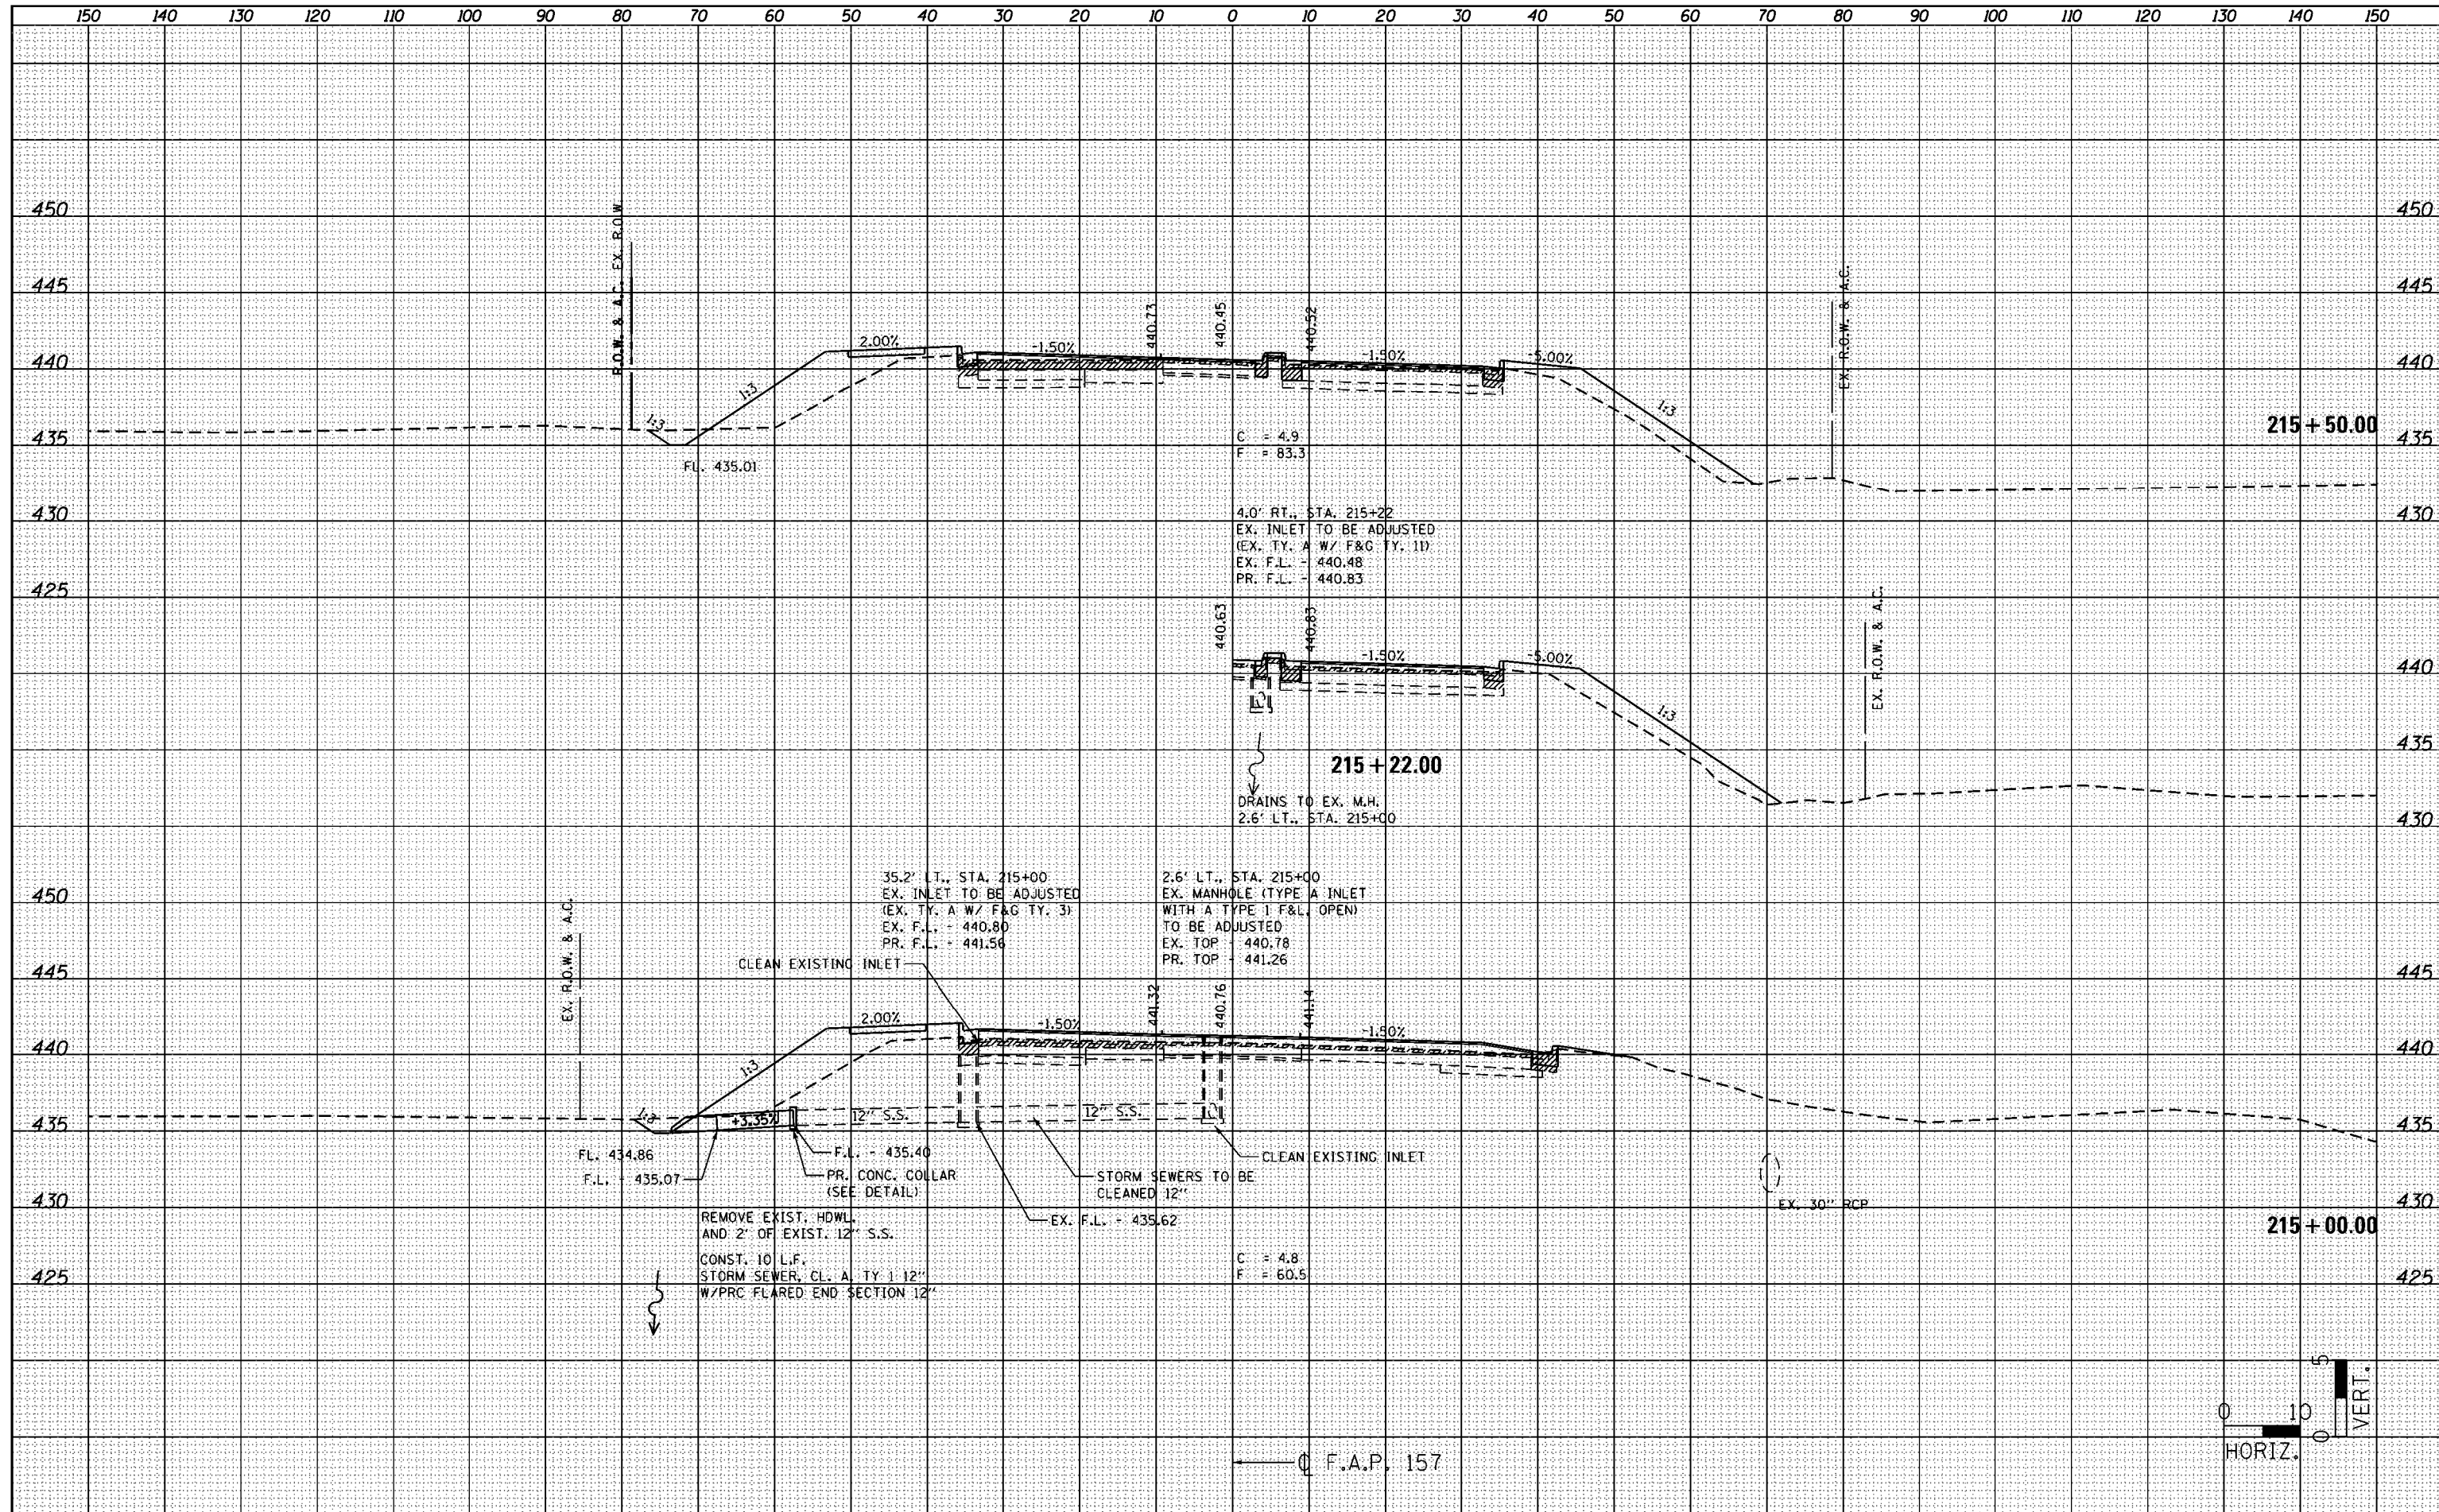 150 140 130 120 110 100 90 80 70 60 50 40 30 20 10 0 10 20 30 40 50 60 70 80 90 100 110 120 130 140 150
450 450
445 445
440 440
435 435
430 430
425 425
R.O.W. & A.C. EX. R.O.W
2.00%
-1.50%
440.73
440.45
440.52
-1.50%
-5.00%
1:3
1:3
1:3
EX. R.O.W. & A.C.
FL. 435.01
C = 4.9
F = 83.3
215+50.00
4.0' RT., STA. 215+22
EX. INLET TO BE ADJUSTED
(EX. TY. A W/ F&G TY. 11)
EX. F.L. - 440.48
PR. F.L. - 440.83
440.63
440.83
-1.50%
-5.00%
1:3
EX. R.O.W. & A.C.
440
435
430
215+22.00
DRAINS TO EX. M.H.
2.6' LT., STA. 215+00
450 450
445 445
440 440
435 435
430 430
425 425
35.2' LT., STA. 215+00
EX. INLET TO BE ADJUSTED
(EX. TY. A W/ F&G TY. 3)
EX. F.L. - 440.80
PR. F.L. - 441.56
2.6' LT., STA. 215+00
EX. MANHOLE (TYPE A INLET
WITH A TYPE 1 F&L, OPEN)
TO BE ADJUSTED
EX. TOP - 440.78
PR. TOP - 441.26
CLEAN EXISTING INLET
EX. R.O.W. & A.C.
441.32
440.76
441.14
2.00%
-1.50%
-1.50%
1:3
1:3
+3.35%
12" S.S.
12" S.S.
FL. 434.86
F.L. - 435.07
F.L. - 435.40
PR. CONC. COLLAR
(SEE DETAIL)
CLEAN EXISTING INLET
STORM SEWERS TO BE
CLEANED 12"
EX. F.L. - 435.62
EX. 30" RCP
215+00.00
REMOVE EXIST. HDWL.
AND 2' OF EXIST. 12" S.S.
CONST. 10 L.F.
STORM SEWER, CL. A, TY 1 12"
W/PRC FLARED END SECTION 12"
C = 4.8
F = 60.5
℄ F.A.P. 157
0 10
HORIZ.
0 5
VERT.